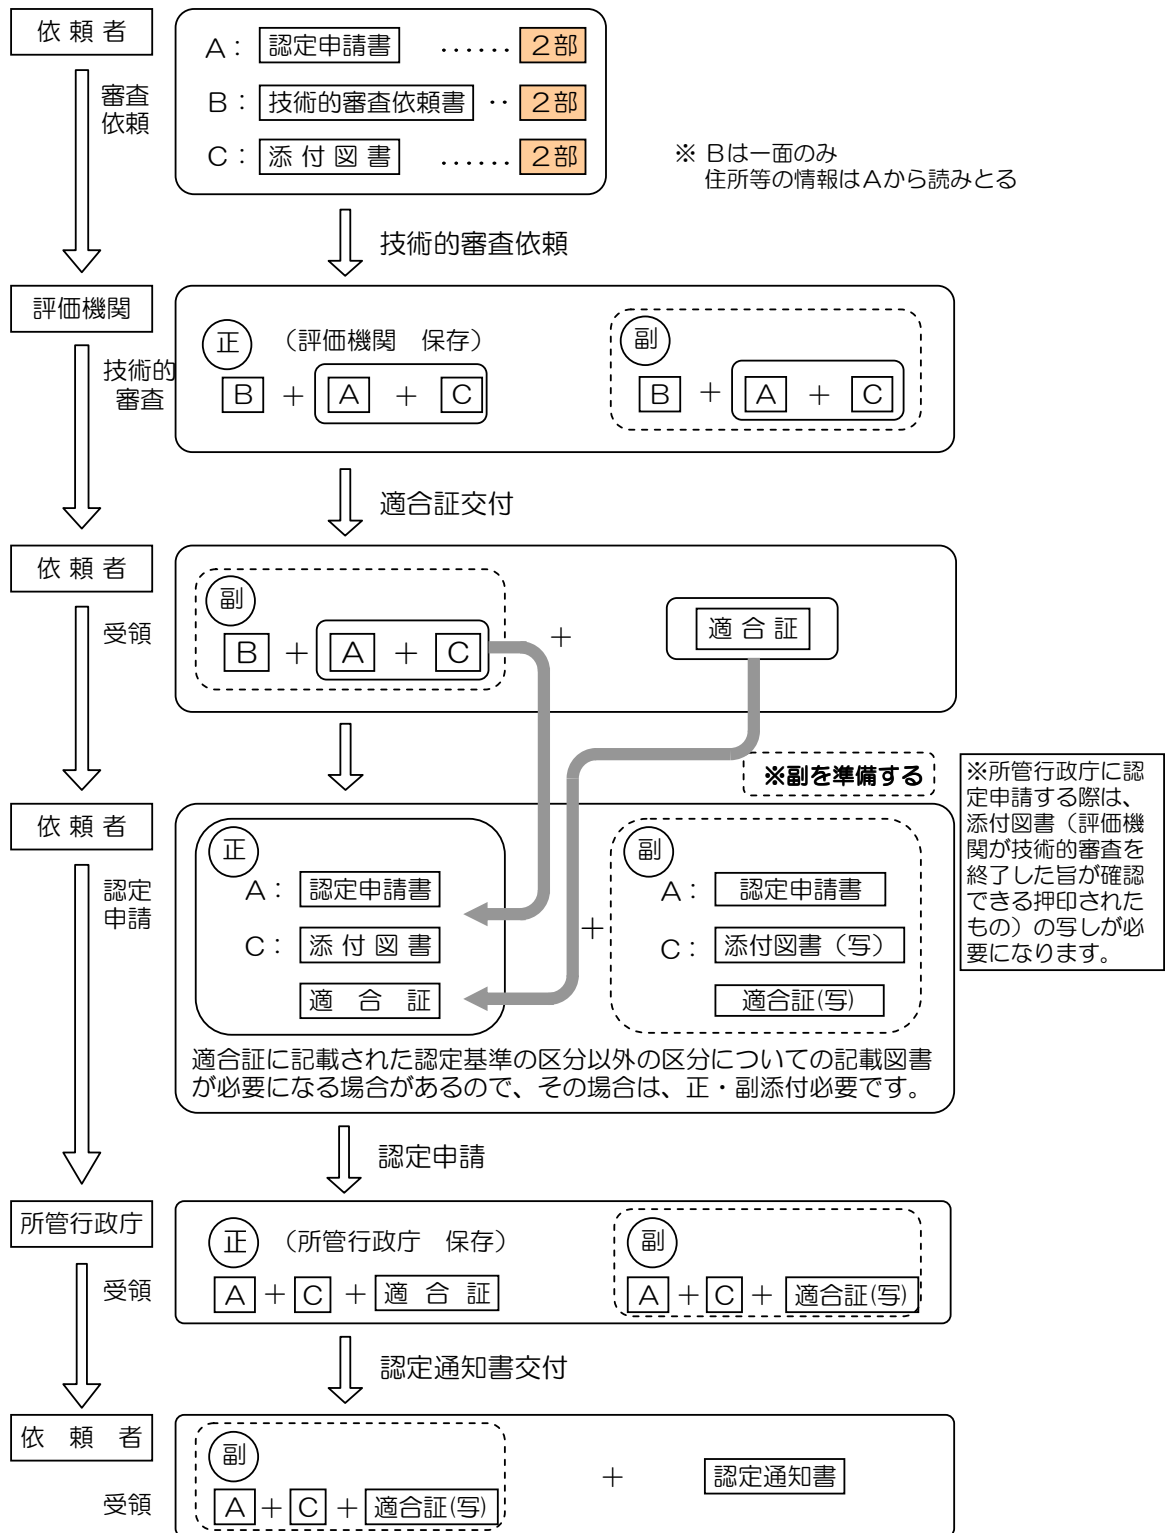 依 頼 者
A： 認定申請書 …… ２部
審査
依頼
B： 技術的審査依頼書 ‥ ２部
C： 添 付 図 書 …… ２部
※ Bは一面のみ
住所等の情報はAから読みとる
技術的審査依頼
評価機関
正 （評価機関　保存）
副
技術的
審査
B ＋ A ＋ C
B ＋ A ＋ C
適合証交付
依 頼 者
副
受領
B ＋ A ＋ C ＋ 適 合 証
※副を準備する
※所管行政庁に認
定申請する際は、
添付図書（評価機
関が技術的審査を
終了した旨が確認
できる押印された
もの）の写しが必
要になります。
依 頼 者
認定
申請
正
A： 認定申請書
C： 添 付 図 書
適 合 証
＋
副
A： 認定申請書
C： 添付図書（写）
適合証(写)
適合証に記載された認定基準の区分以外の区分についての記載図書
が必要になる場合があるので、その場合は、正・副添付必要です。
認定申請
所管行政庁
正 （所管行政庁　保存）
副
受領
A ＋ C ＋ 適 合 証
A ＋ C ＋ 適合証(写)
認定通知書交付
依 頼 者
副
受領
A ＋ C ＋ 適合証(写)
＋ 認定通知書